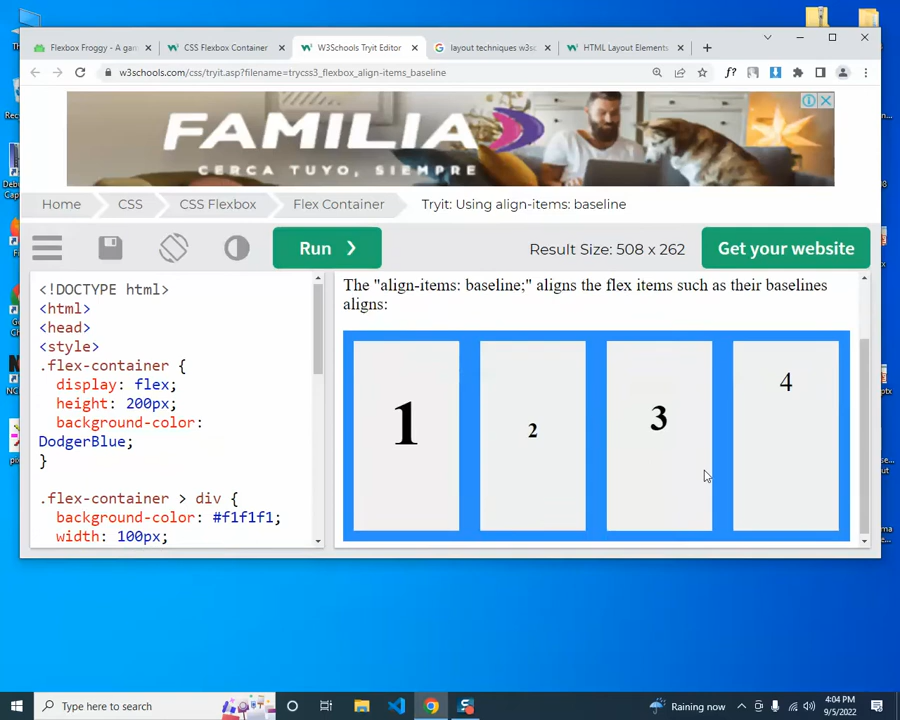 Flexbox Froggy - A gam
CSS Flexbox Container
W3Schools Tryit Editor
layout techniques w3sc
HTML Layout Elements
w3schools.com/css/tryit.asp?filename=trycss3_flexbox_align-items_baseline
f?
FAMILIA
CERCA TUYO, SIEMPRE
Home
CSS
CSS Flexbox
Flex Container
Tryit: Using align-items: baseline
Run ❯
Result Size: 508 x 262
Get your website
<!DOCTYPE html>
<html>
<head>
<style>
.flex-container {
display: flex;
height: 200px;
background-color:
DodgerBlue;
}
.flex-container > div {
background-color: #f1f1f1;
width: 100px;
The "align-items: baseline;" aligns the flex items such as their baselines
aligns:
1
2
3
4
Type here to search
Raining now
4:04 PM
9/5/2022